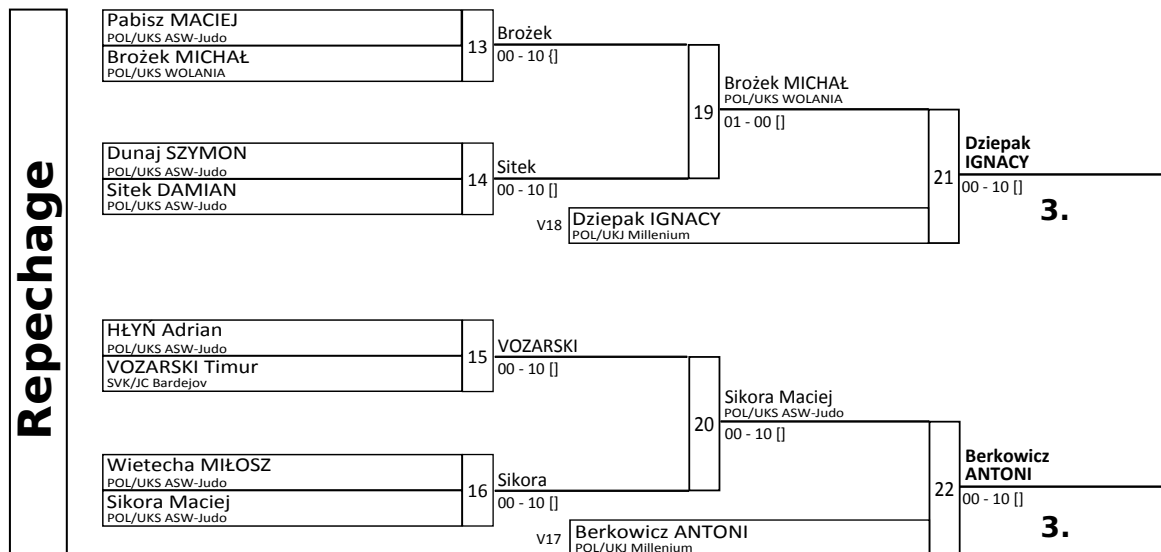 Repechage
Pabisz MACIEJ
POL/UKS ASW-Judo
Brożek MICHAŁ
POL/UKS WOLANIA
13
Brożek
00 - 10 {]
Dunaj SZYMON
POL/UKS ASW-Judo
Sitek DAMIAN
POL/UKS ASW-Judo
14
Sitek
00 - 10 []
19
Brożek MICHAŁ
POL/UKS WOLANIA
01 - 00 []
V18
Dziepak IGNACY
POL/UKJ Millenium
21
Dziepak
IGNACY
00 - 10 []
3.
HŁYŃ Adrian
POL/UKS ASW-Judo
VOZARSKI Timur
SVK/JC Bardejov
15
VOZARSKI
00 - 10 []
Wietecha MIŁOSZ
POL/UKS ASW-Judo
Sikora Maciej
POL/UKS ASW-Judo
16
Sikora
00 - 10 []
20
Sikora Maciej
POL/UKS ASW-Judo
00 - 10 []
V17
Berkowicz ANTONI
POL/UKJ Millenium
22
Berkowicz
ANTONI
00 - 10 []
3.